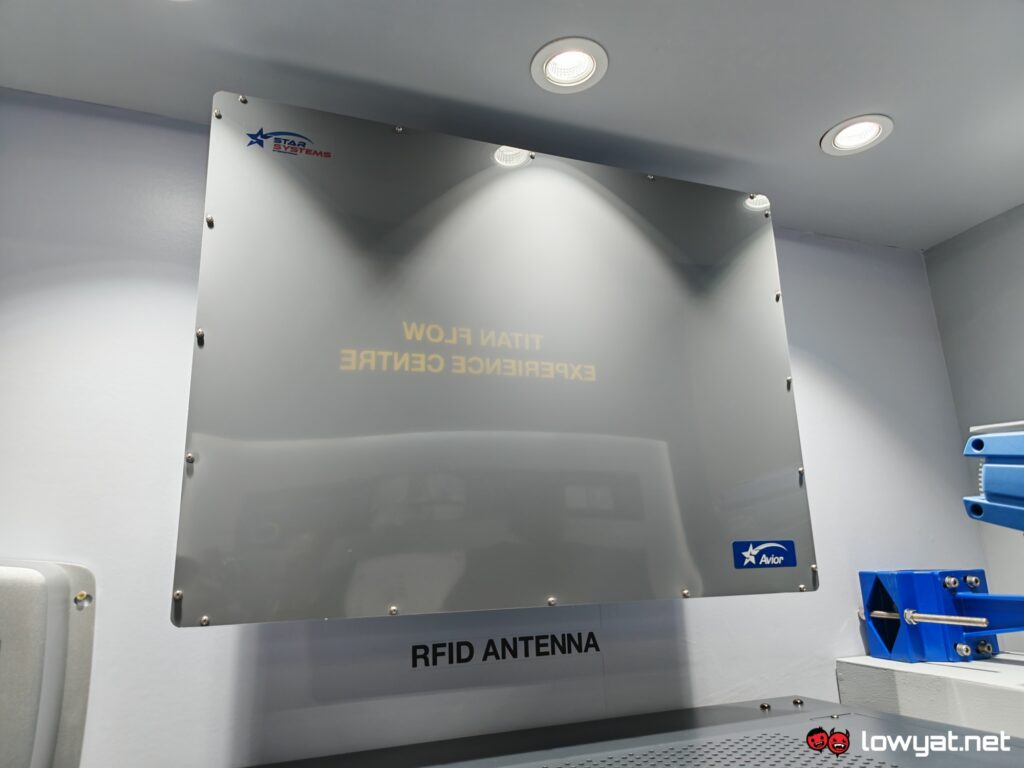 STAR
SYSTEMS
TITAN FLOW
EXPERIENCE CENTRE
Avior
RFID ANTENNA
lowyat.net